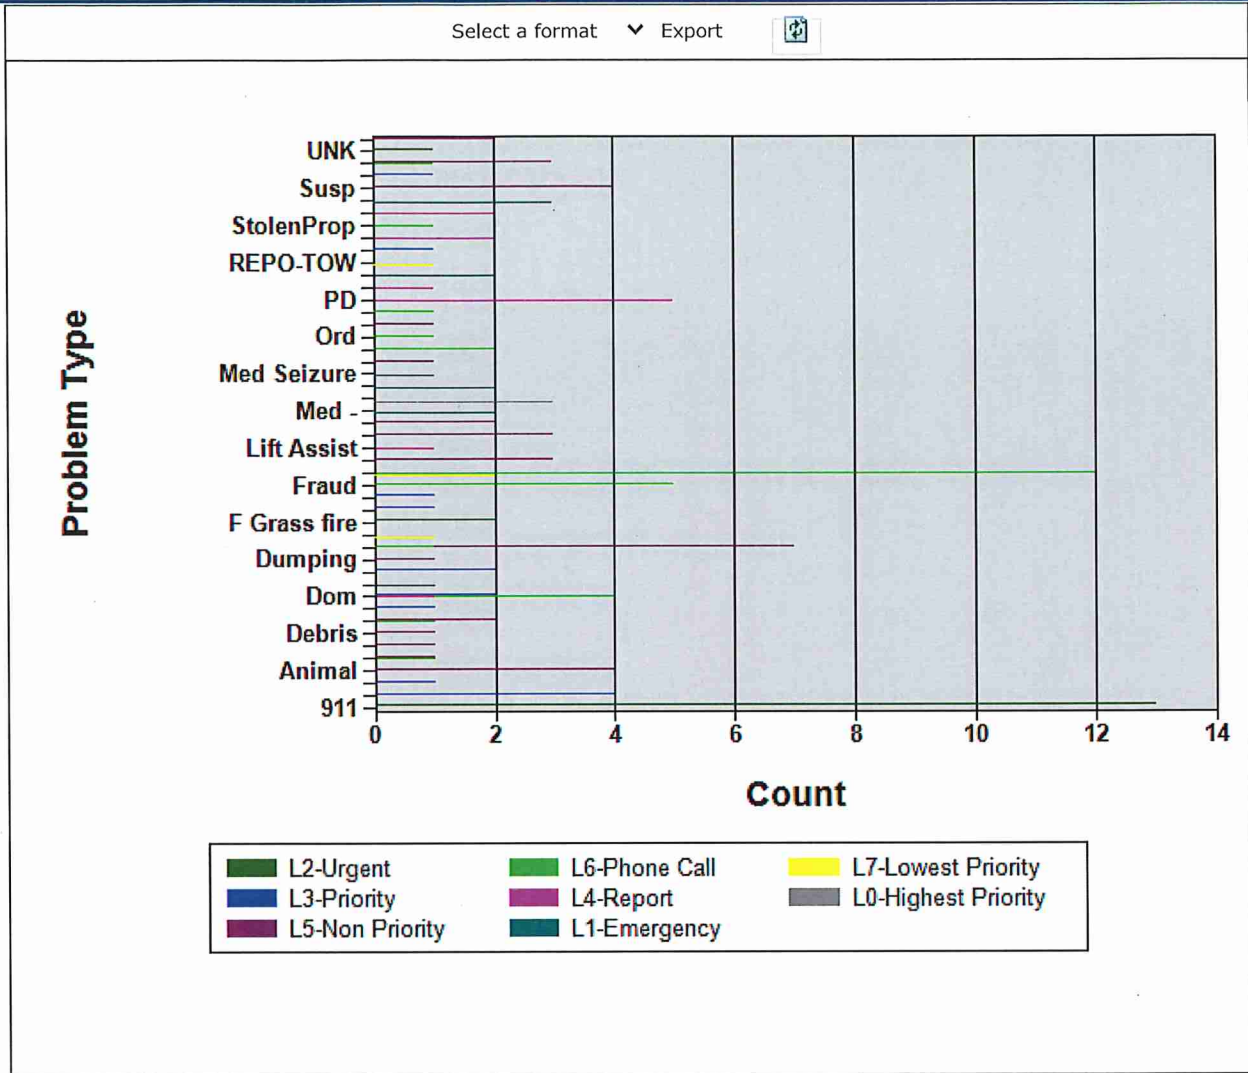 Select a format Export
UNK
Susp
StolenProp
REPO-TOW
PD
Ord
Med Seizure
Med -
Lift Assist
Fraud
F Grass fire
Dumping
Dom
Debris
Animal
911
Problem Type
0 2 4 6 8 10 12 14
Count
L2-Urgent L6-Phone Call L7-Lowest Priority
L3-Priority L4-Report L0-Highest Priority
L5-Non Priority L1-Emergency